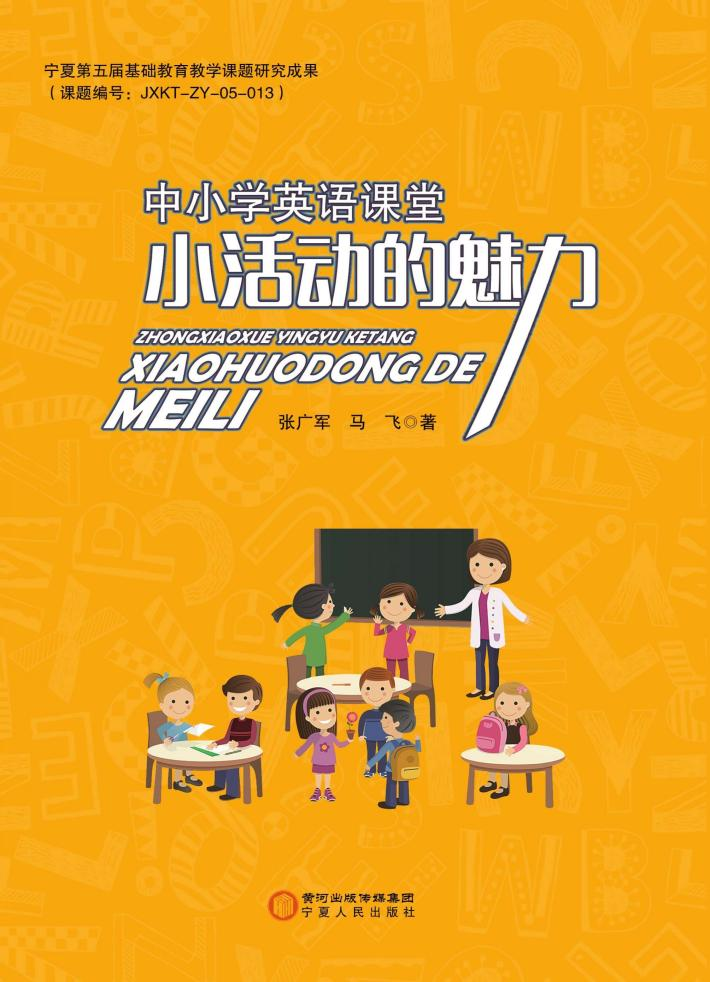 宁夏第五届基础教育教学课题研究成果
（课题编号：JXKT-ZY-05-013）
中小学英语课堂
小活动的魅力
ZHONGXIAOXUE YINGYU KETANG
XIAOHUODONG DE
MEILI
张广军 马 飞◎著
黄河出版传媒集团
宁夏人民出版社